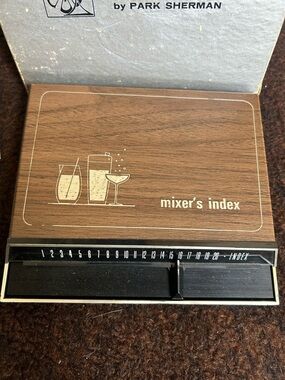 by PARK SHERMAN
mixer's index
1 2 3 4 5 6 7 8 9 10 11 12 13 14 15 16 17 18 19 20 - INDEX